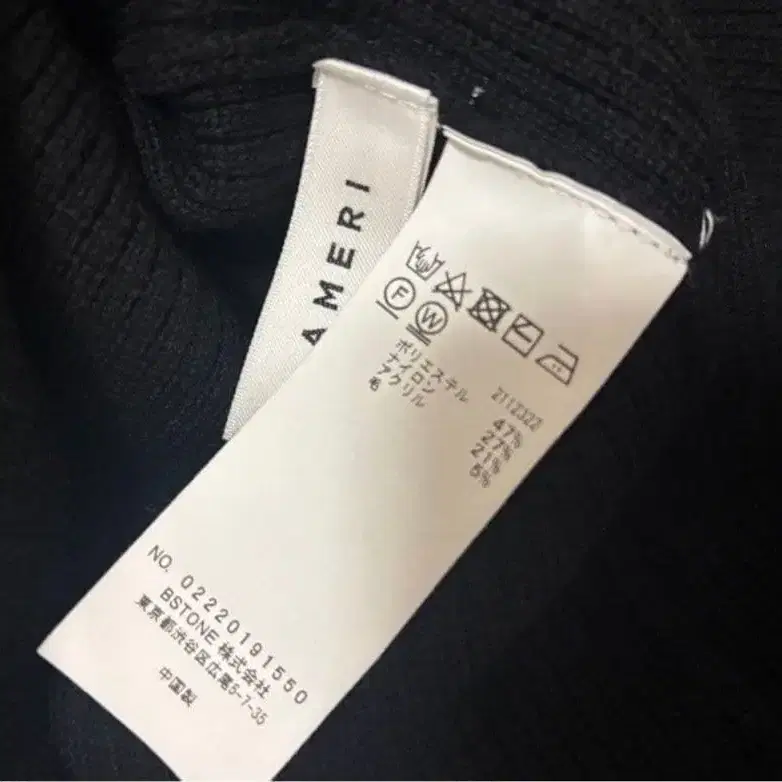 AMERI
F W
2112322
ポリエステル 47%
ナイロン 27%
アクリル 21%
毛 5%
NO. 02220191550
BSTONE 株式会社
東京都渋谷区広尾5-7-35
中国製